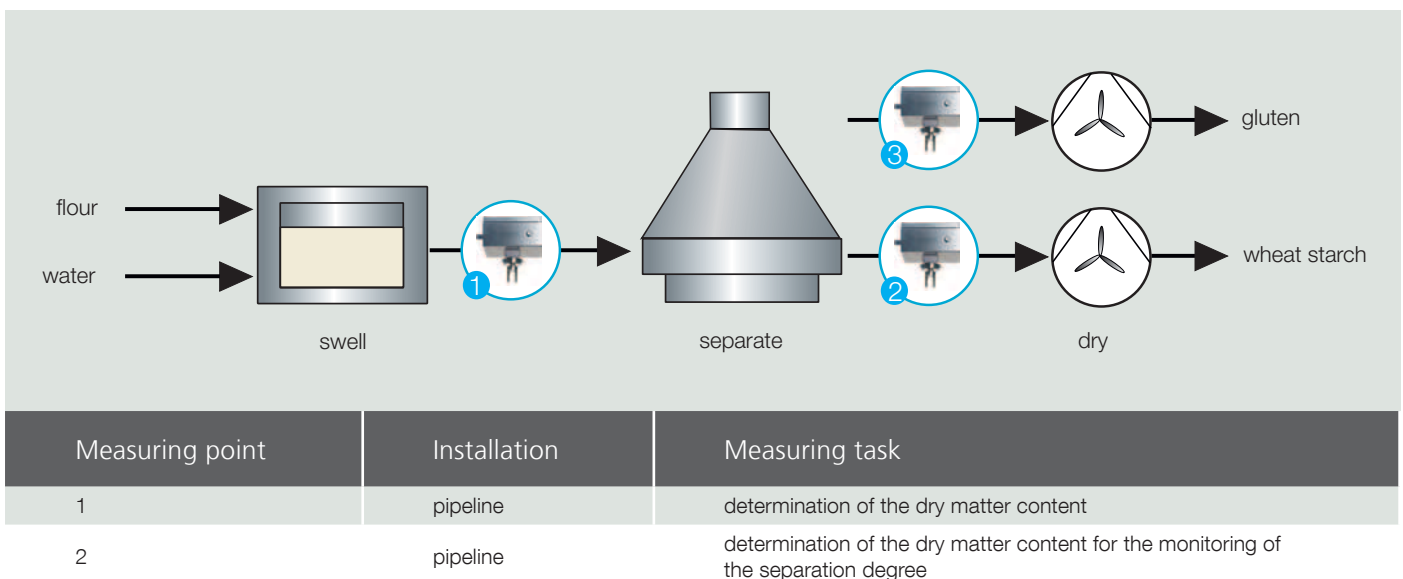 3
gluten
flour
water
1
2
wheat starch
swell
separate
dry
Measuring point Installation Measuring task
1 pipeline determination of the dry matter content
2 pipeline determination of the dry matter content for the monitoring of
the separation degree